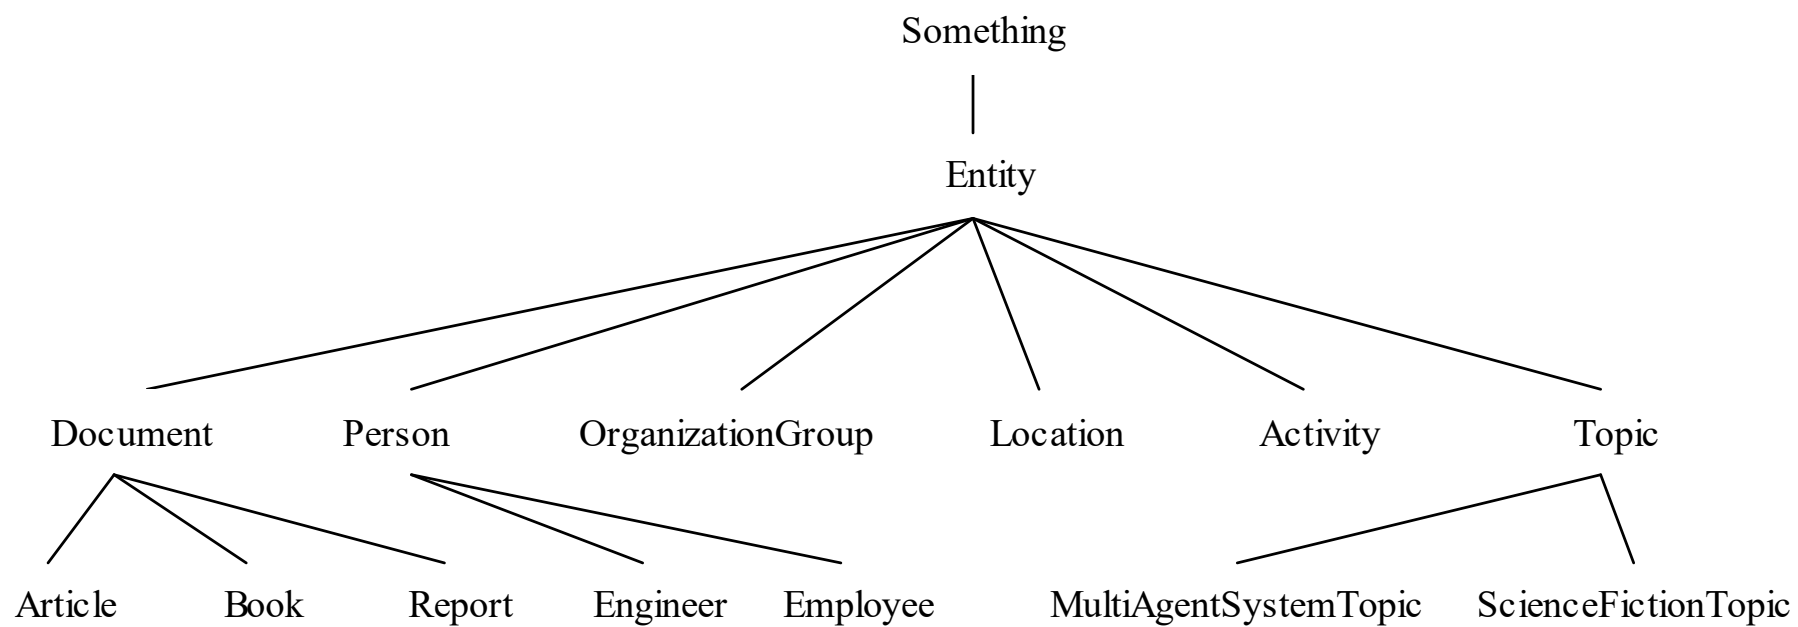 Something
Entity
Document Person OrganizationGroup Location Activity Topic
Article Book Report Engineer Employee MultiAgentSystemTopic ScienceFictionTopic